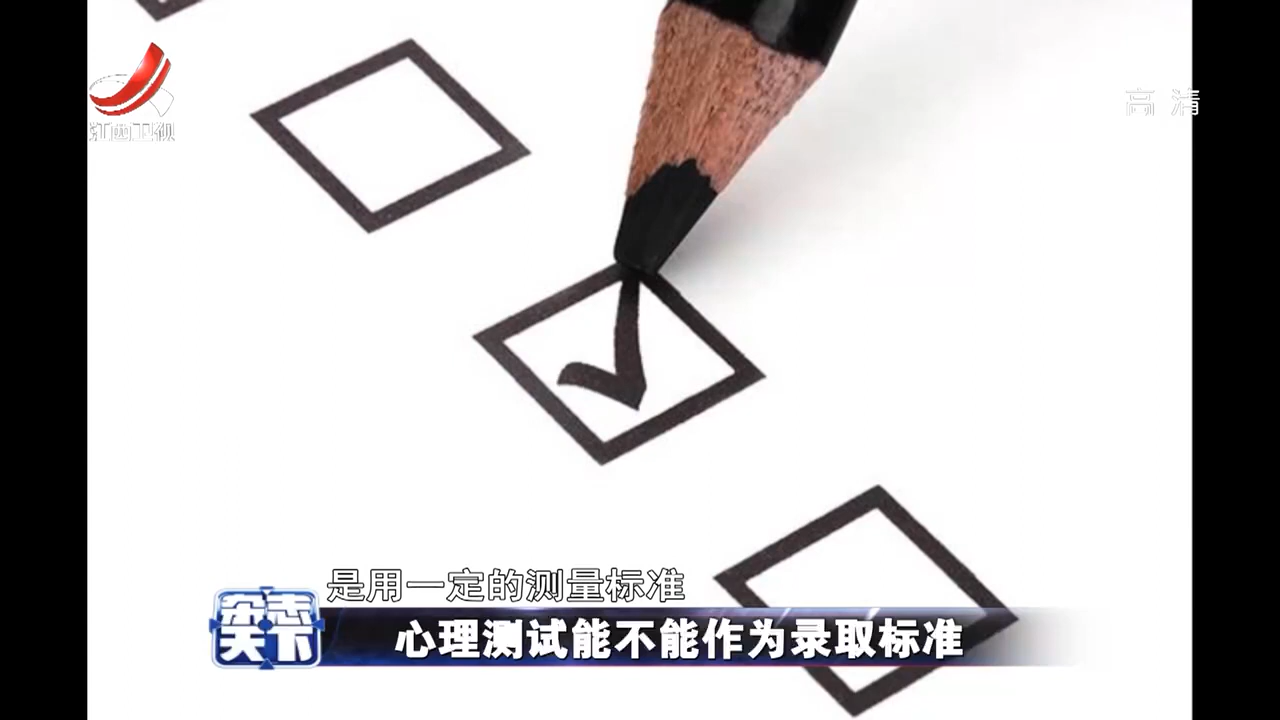 江西卫视
高清
是用一定的测量标准
杂志
天下
心理测试能不能作为录取标准